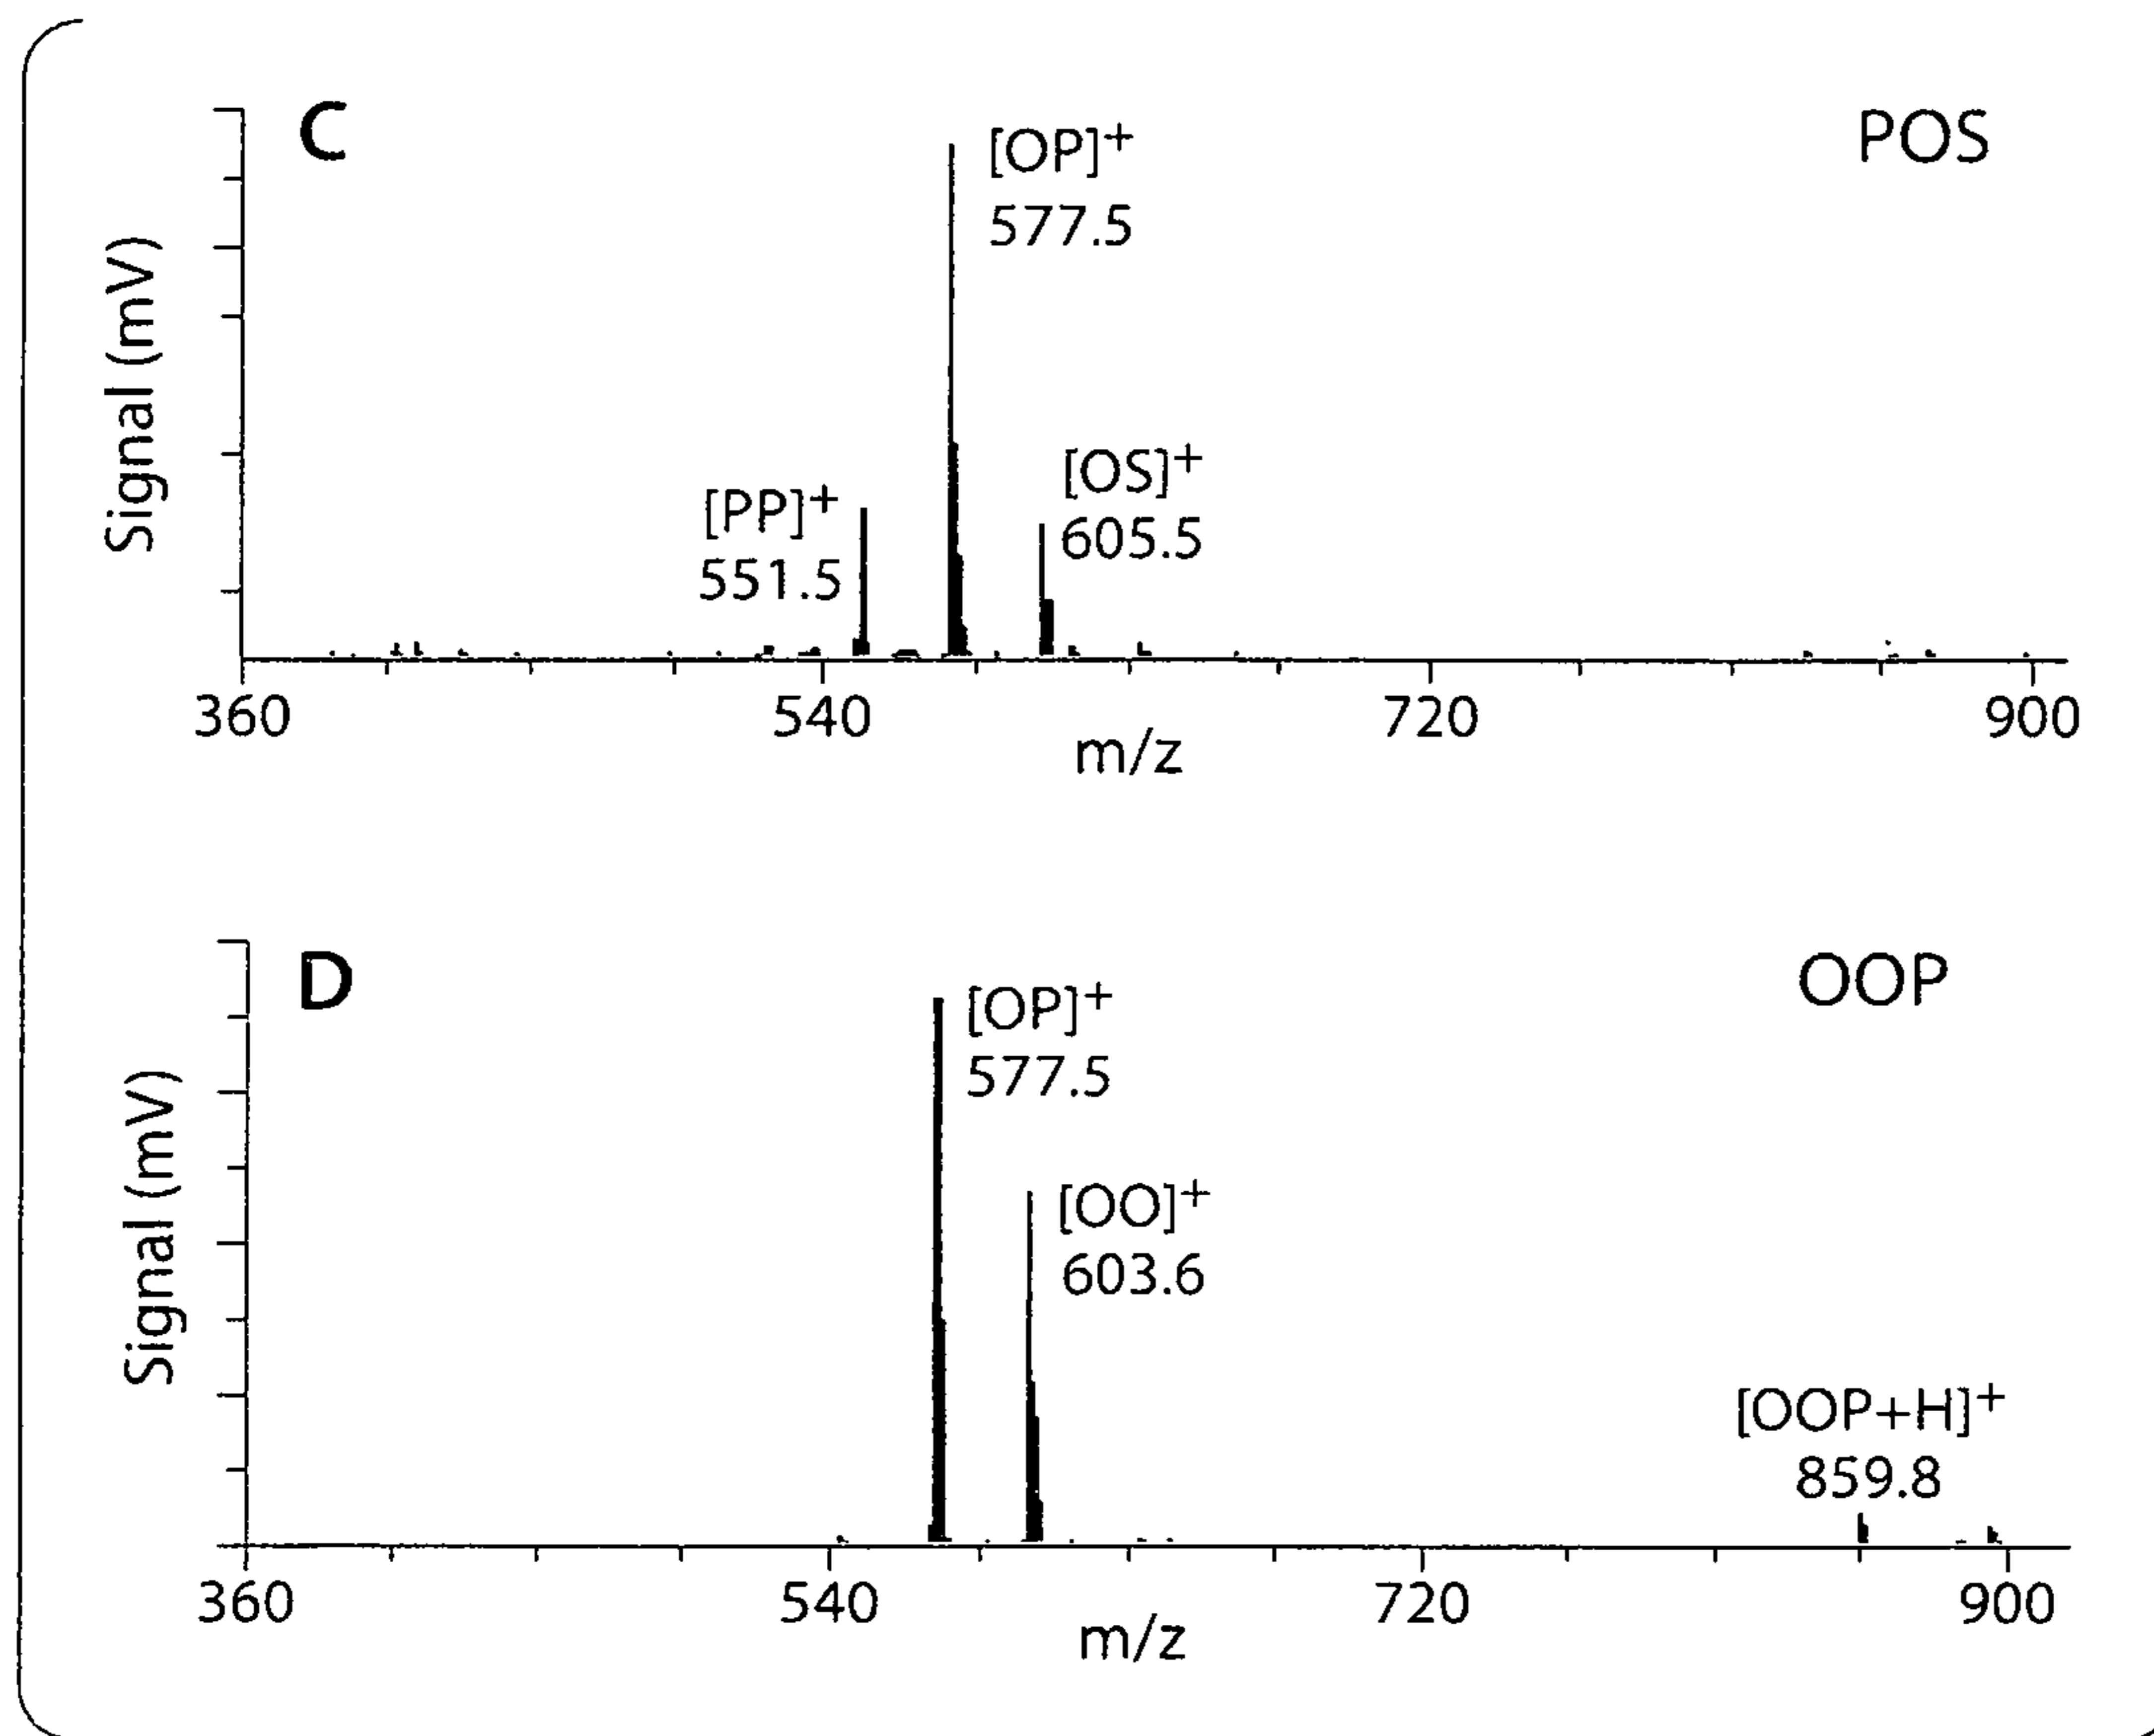 C
POS
[OP]+
577.5
[OS]+
605.5
[PP]+
551.5
Signal (mV)
360 540 720 900
m/z
D
OOP
[OP]+
577.5
[OO]+
603.6
[OOP+H]+
859.8
Signal (mV)
360 540 720 900
m/z